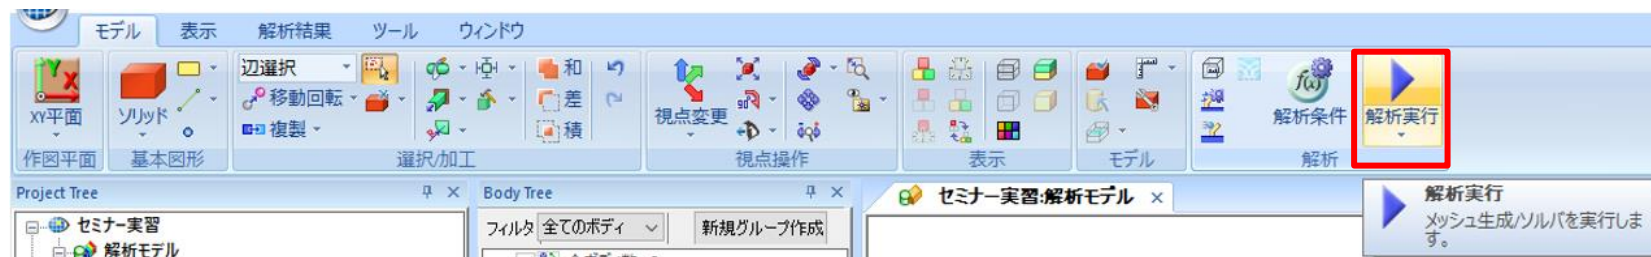 モデル 表示 解析結果 ツール ウィンドウ
XY平面 ソリッド 辺選択 移動回転 複製 和 差 積 視点変更 f(x) 解析条件 解析実行
作図平面 基本図形 選択/加工 視点操作 表示 モデル 解析
Project Tree Body Tree セミナー実習:解析モデル
セミナー実習
解析モデル
フィルタ 全てのボディ 新規グループ作成
解析実行
メッシュ生成/ソルバを実行しま
す。